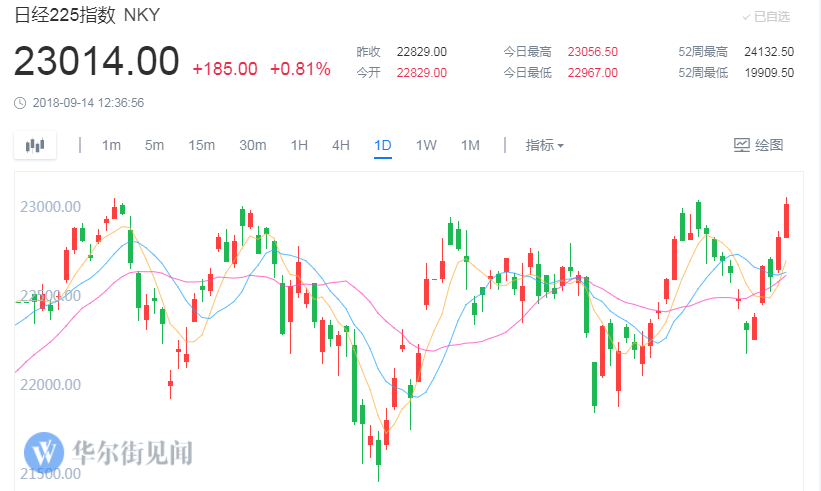 日经225指数 NKY
已自选
23014.00 +185.00 +0.81%
昨收 22829.00 今日最高 23056.50 52周最高 24132.50
今开 22829.00 今日最低 22967.00 52周最低 19909.50
2018-09-14 12:36:56
1m 5m 15m 30m 1H 4H 1D 1W 1M 指标 绘图
23000.00
22500.00
22000.00
华尔街见闻
21500.00